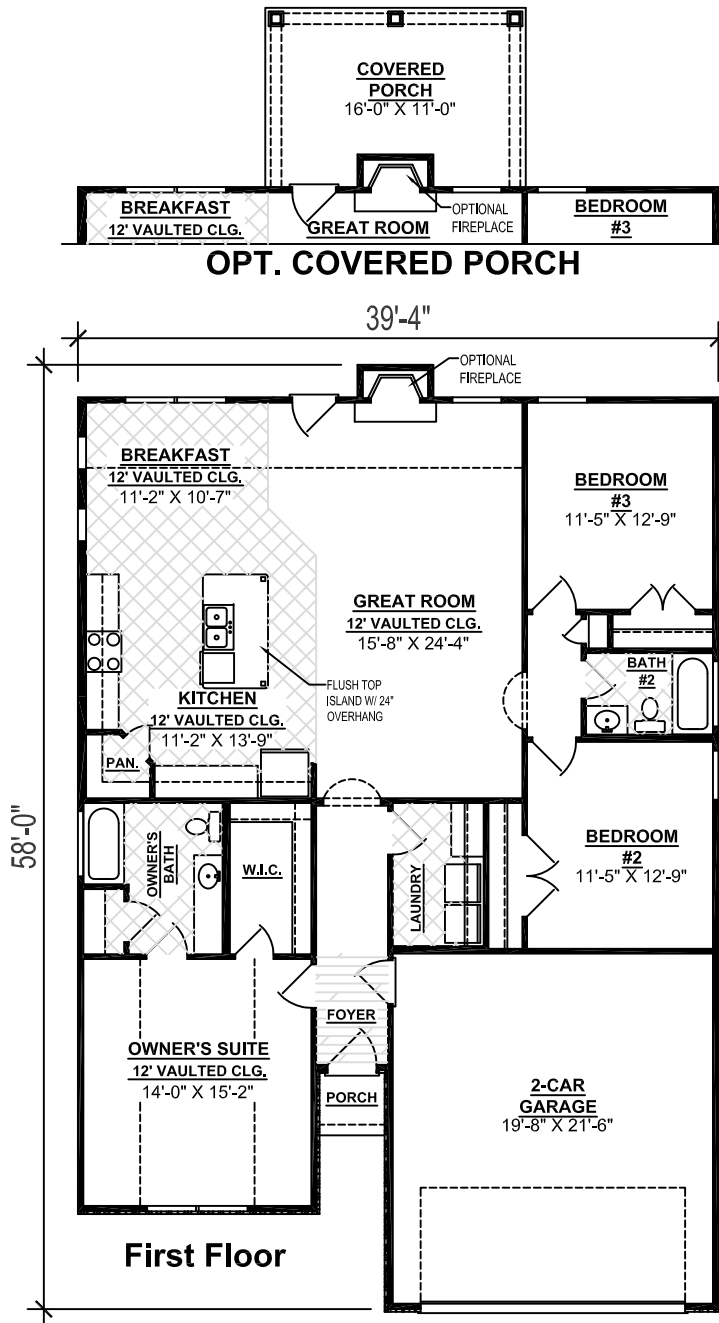 COVERED
PORCH
16'-0" X 11'-0"
BREAKFAST
12' VAULTED CLG.
GREAT ROOM
OPTIONAL
FIREPLACE
BEDROOM
#3
OPT. COVERED PORCH
39'-4"
58'-0"
OPTIONAL
FIREPLACE
BREAKFAST
12' VAULTED CLG.
11'-2" X 10'-7"
BEDROOM
#3
11'-5" X 12'-9"
GREAT ROOM
12' VAULTED CLG.
15'-8" X 24'-4"
FLUSH TOP
ISLAND W/ 24"
OVERHANG
KITCHEN
12' VAULTED CLG.
11'-2" X 13'-9"
PAN.
BATH
#2
BEDROOM
#2
11'-5" X 12'-9"
OWNER'S
BATH
W.I.C.
LAUNDRY
FOYER
OWNER'S SUITE
12' VAULTED CLG.
14'-0" X 15'-2"
PORCH
2-CAR
GARAGE
19'-8" X 21'-6"
First Floor